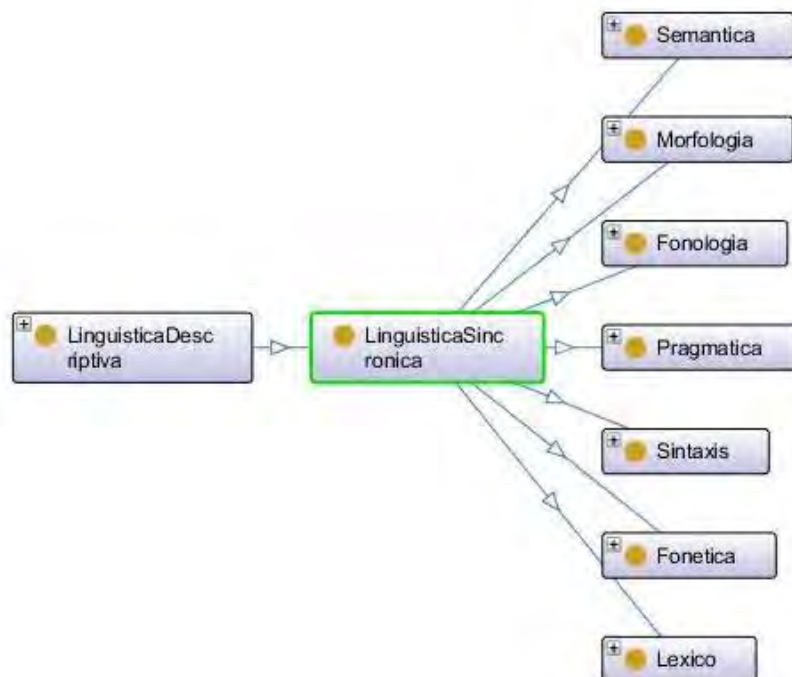 Semantica
Morfologia
Fonologia
LinguisticaDesc
riptiva
LinguisticaSinc
ronica
Pragmatica
Sintaxis
Fonetica
Lexico